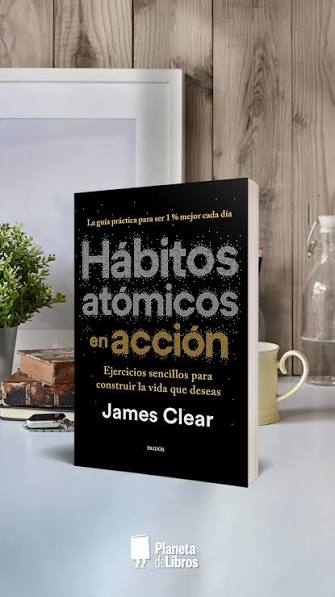 La guía práctica para ser 1 % mejor cada día
Hábitos
atómicos
en acción
Ejercicios sencillos para
construir la vida que deseas
James Clear
PAIDÓS
Planeta
deLibros